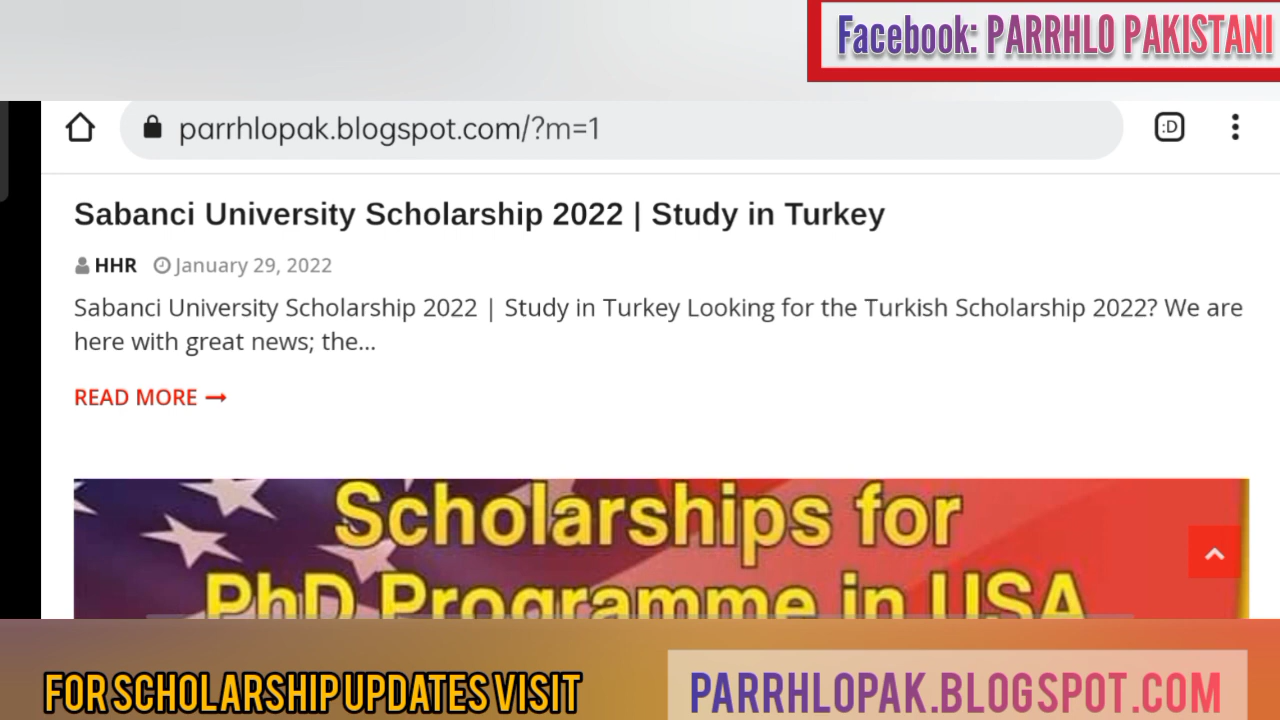 Facebook: PARRHLO PAKISTANI
parrhlopak.blogspot.com/?m=1
:D
Sabanci University Scholarship 2022 | Study in Turkey
HHR January 29, 2022
Sabanci University Scholarship 2022 | Study in Turkey Looking for the Turkish Scholarship 2022? We are
here with great news; the...
READ MORE
Scholarships for
PhD Programme in USA
FOR SCHOLARSHIP UPDATES VISIT
PARRHLOPAK.BLOGSPOT.COM